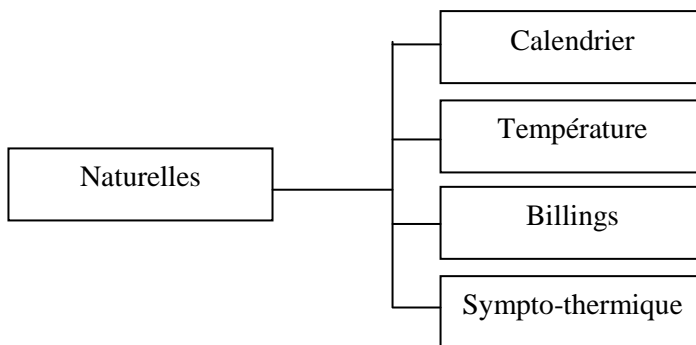 Calendrier
Température
Naturelles
Billings
Sympto-thermique